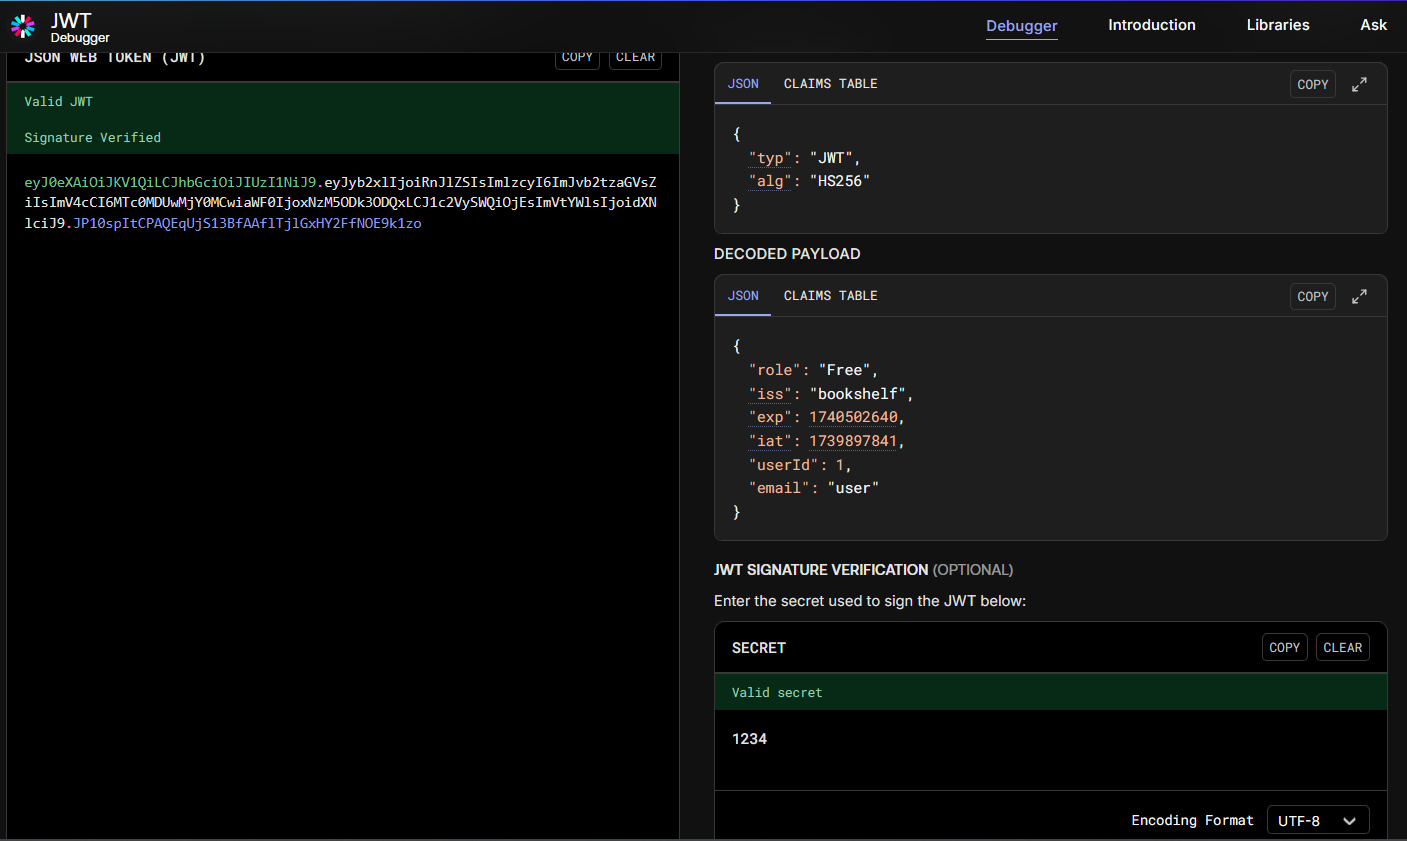 JWT
Debugger
Debugger
Introduction
Libraries
Ask
JSON WEB TOKEN (JWT)
COPY
CLEAR
Valid JWT
Signature Verified
eyJ0eXAiOiJKV1QiLCJhbGciOiJIUzI1NiJ9.eyJyb2xlIjoiRnJlZSIsImlzcyI6ImJvb2tzaGVsZ
iIsImV4cCI6MTc0MDUwMjY0MCwiaWF0IjoxNzM5ODk3ODQxLCJ1c2VySWQiOjEsImVtYWlsIjoidXN
lciJ9.JP10spItCPAQEqUjS13BfAAflTjlGxHY2FfNOE9k1zo
JSON
CLAIMS TABLE
COPY
{
"typ": "JWT",
"alg": "HS256"
}
DECODED PAYLOAD
JSON
CLAIMS TABLE
COPY
{
"role": "Free",
"iss": "bookshelf",
"exp": 1740502640,
"iat": 1739897841,
"userId": 1,
"email": "user"
}
JWT SIGNATURE VERIFICATION (OPTIONAL)
Enter the secret used to sign the JWT below:
SECRET
COPY
CLEAR
Valid secret
1234
Encoding Format
UTF-8